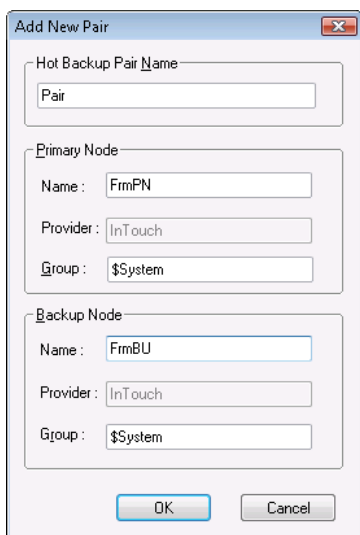 Add New Pair
Hot Backup Pair Name
Pair
Primary Node
Name : FrmPN
Provider : InTouch
Group : $System
Backup Node
Name : FrmBU
Provider : InTouch
Group : $System
OK Cancel